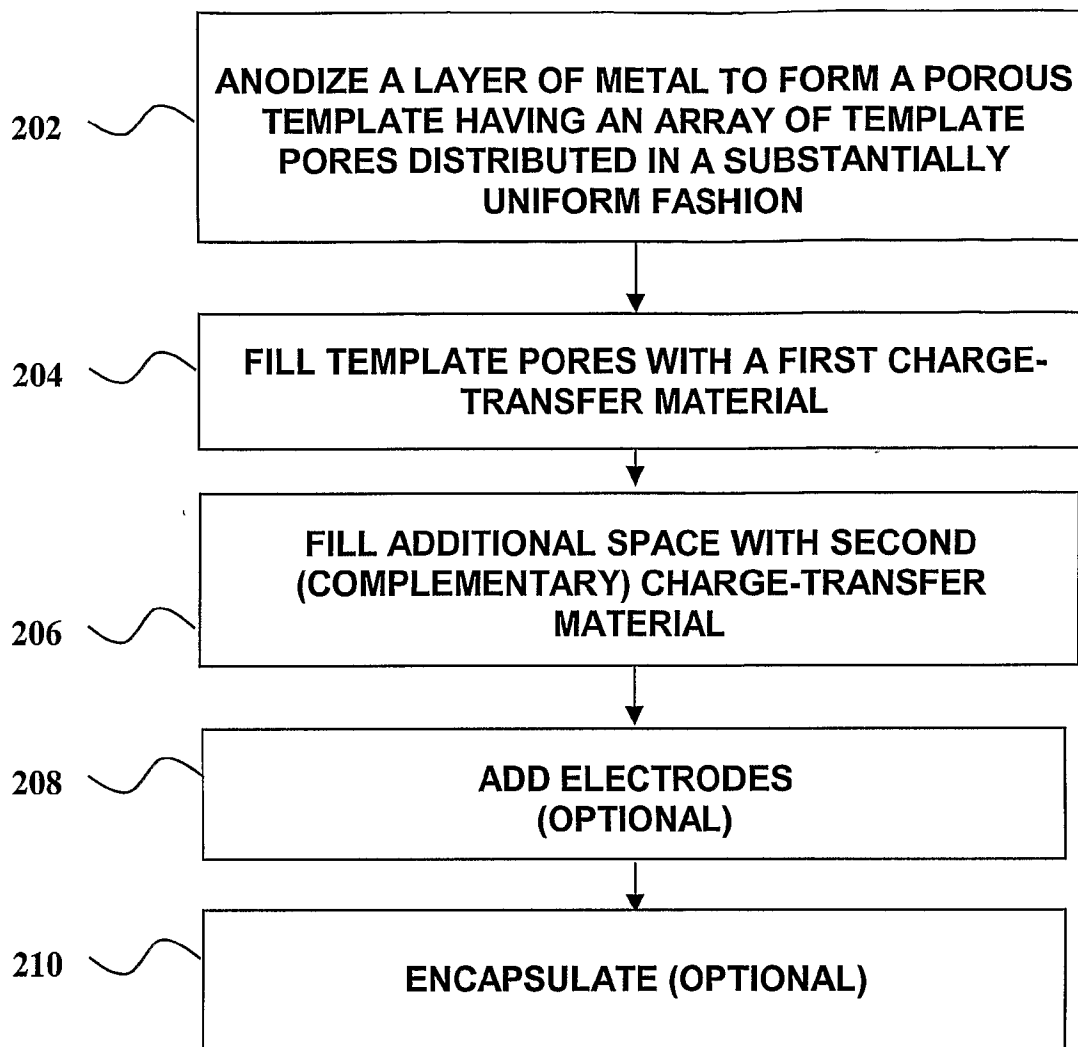 202
ANODIZE A LAYER OF METAL TO FORM A POROUS
TEMPLATE HAVING AN ARRAY OF TEMPLATE
PORES DISTRIBUTED IN A SUBSTANTIALLY
UNIFORM FASHION
204
FILL TEMPLATE PORES WITH A FIRST CHARGE-
TRANSFER MATERIAL
206
FILL ADDITIONAL SPACE WITH SECOND
(COMPLEMENTARY) CHARGE-TRANSFER
MATERIAL
208
ADD ELECTRODES
(OPTIONAL)
210
ENCAPSULATE (OPTIONAL)